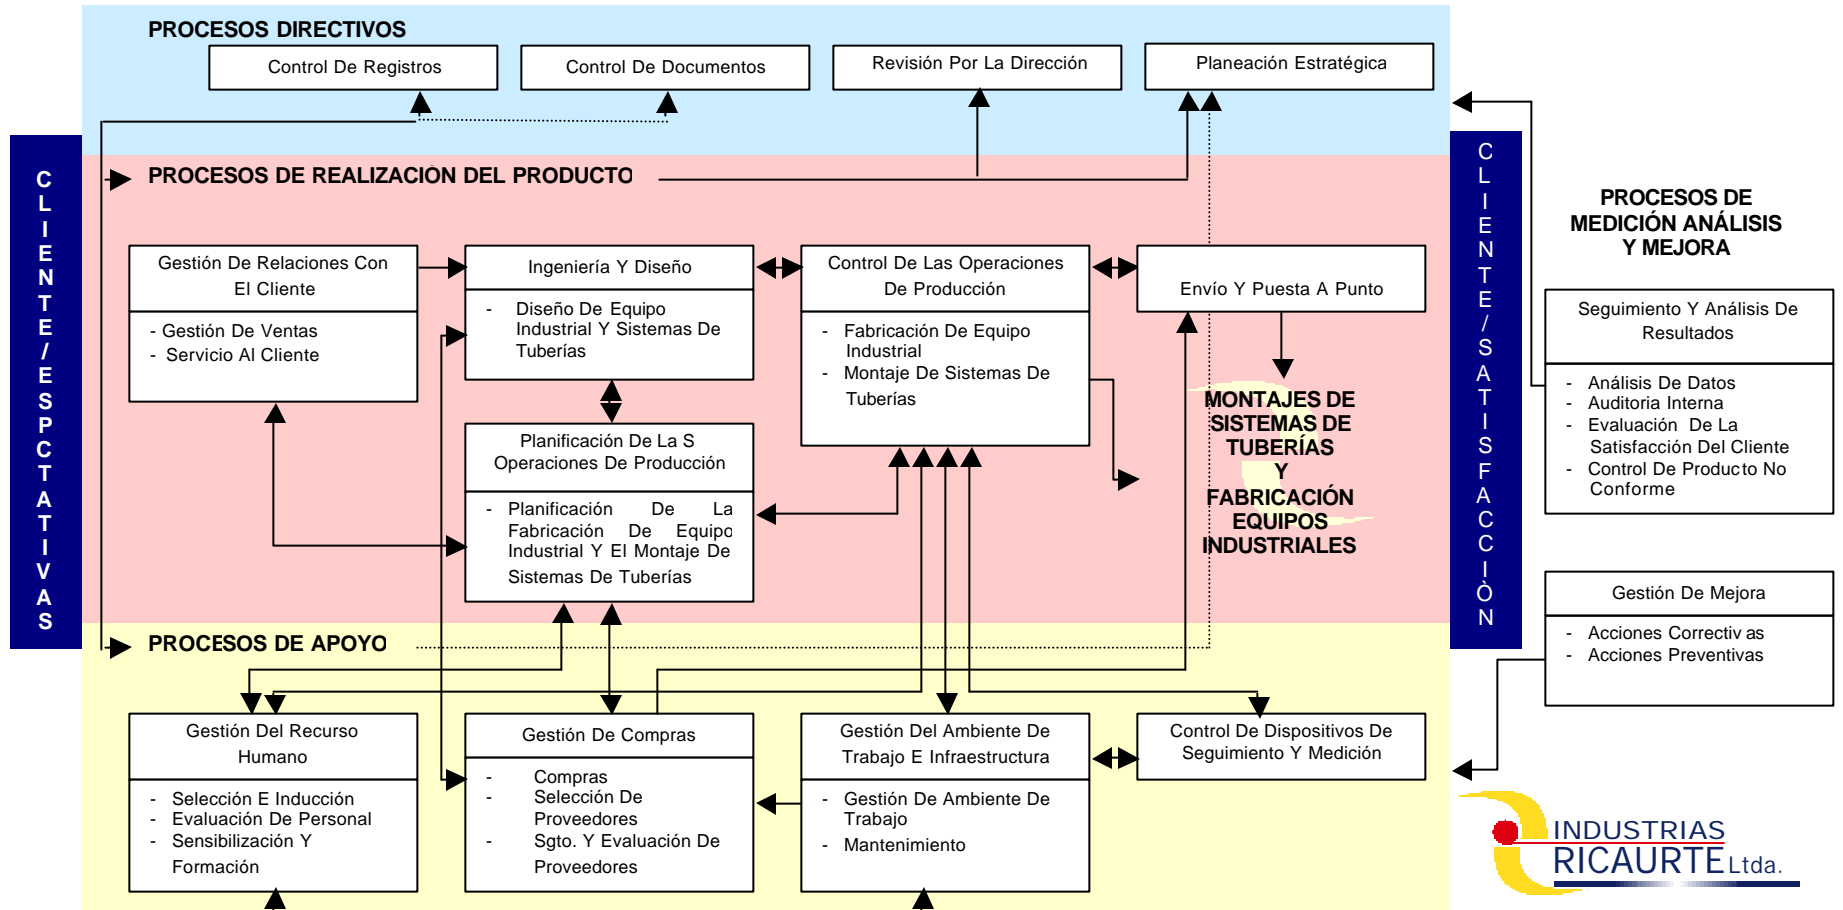 PROCESOS DIRECTIVOS
Control De Registros
Control De Documentos
Revisión Por La Dirección
Planeación Estratégica
CLIENTE/ESPCTATIVAS
PROCESOS DE REALIZACIÓN DEL PRODUCTO
Gestión De Relaciones Con
El Cliente
- Gestión De Ventas
- Servicio Al Cliente
Ingeniería Y Diseño
- Diseño De Equipo
Industrial Y Sistemas De
Tuberías
Control De Las Operaciones
De Producción
- Fabricación De Equipo
Industrial
- Montaje De Sistemas De
Tuberías
Envío Y Puesta A Punto
Planificación De La S
Operaciones De Producción
- Planificación De La
Fabricación De Equipo
Industrial Y El Montaje De
Sistemas De Tuberías
MONTAJES DE
SISTEMAS DE
TUBERÍAS
Y
FABRICACIÓN
EQUIPOS
INDUSTRIALES
PROCESOS DE APOYO
Gestión Del Recurso
Humano
- Selección E Inducción
- Evaluación De Personal
- Sensibilización Y
Formación
Gestión De Compras
- Compras
- Selección De
Proveedores
- Sgto. Y Evaluación De
Proveedores
Gestión Del Ambiente De
Trabajo E Infraestructura
- Gestión De Ambiente De
Trabajo
- Mantenimiento
Control De Dispositivos De
Seguimiento Y Medición
CLIENTE/SATISFACCIÒN
PROCESOS DE
MEDICIÓN ANÁLISIS
Y MEJORA
Seguimiento Y Análisis De
Resultados
- Análisis De Datos
- Auditoria Interna
- Evaluación De La
Satisfacción Del Cliente
- Control De Producto No
Conforme
Gestión De Mejora
- Acciones Correctiv as
- Acciones Preventivas
INDUSTRIAS
RICAURTE Ltda.